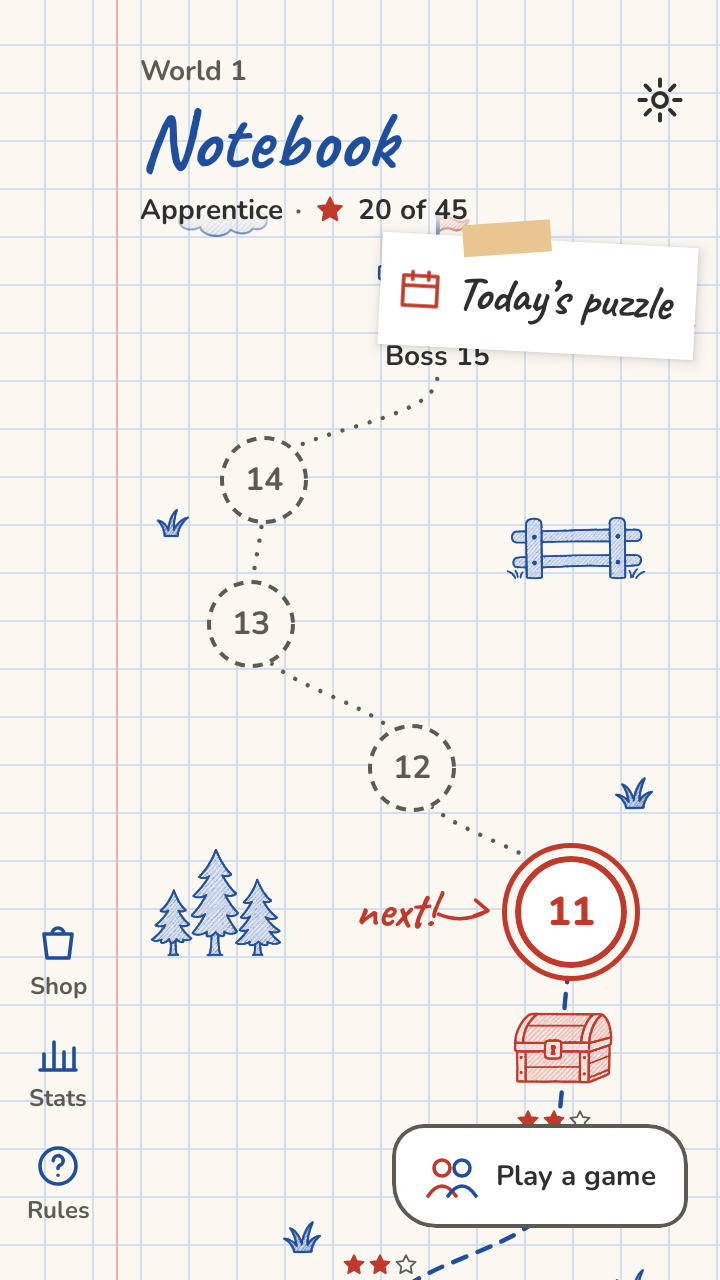 World 1
Notebook
Apprentice · 20 of 45
Today's puzzle
Boss 15
14
13
12
next!
11
Shop
Stats
Play a game
Rules